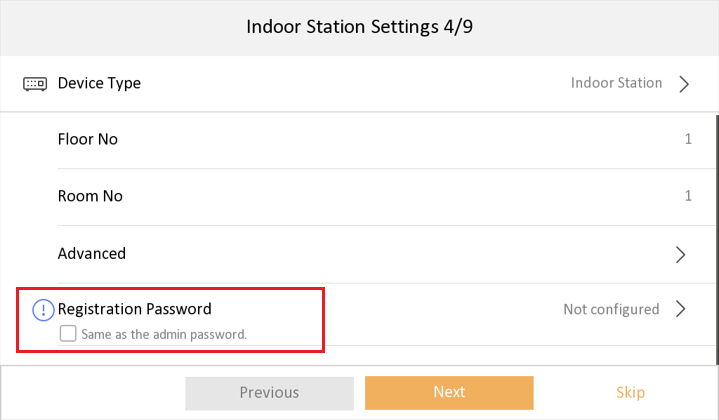 Indoor Station Settings 4/9
Device Type Indoor Station
Floor No 1
Room No 1
Advanced
Registration Password Not configured
Same as the admin password.
Previous Next Skip